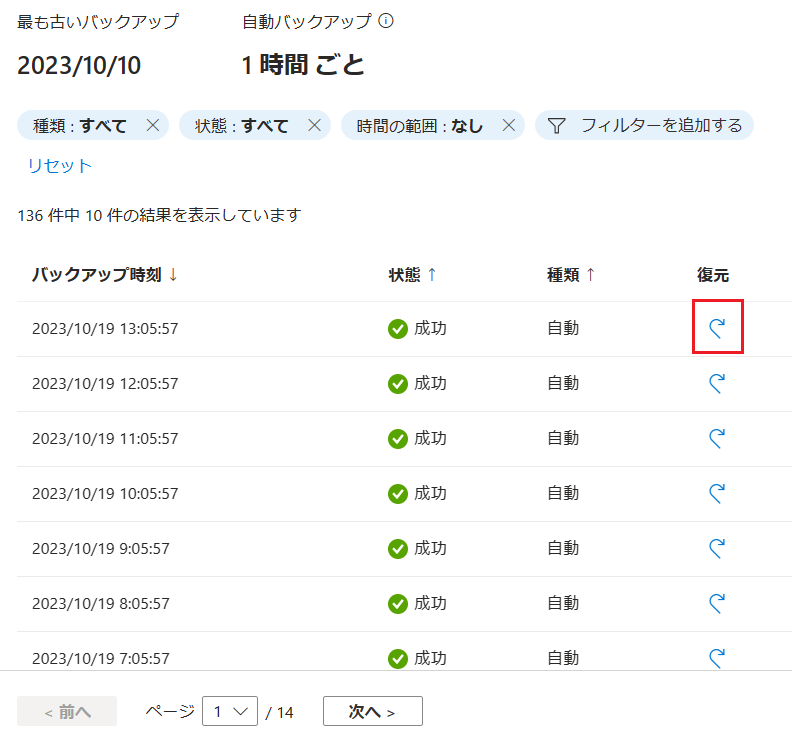 最も古いバックアップ 自動バックアップ
2023/10/10 1 時間 ごと
種類 : すべて 状態 : すべて 時間の範囲 : なし フィルターを追加する
リセット
136 件中 10 件の結果を表示しています
バックアップ時刻 ↓ 状態 ↑ 種類 ↑ 復元
2023/10/19 13:05:57 成功 自動
2023/10/19 12:05:57 成功 自動
2023/10/19 11:05:57 成功 自動
2023/10/19 10:05:57 成功 自動
2023/10/19 9:05:57 成功 自動
2023/10/19 8:05:57 成功 自動
2023/10/19 7:05:57 成功 自動
< 前へ ページ 1 / 14 次へ >